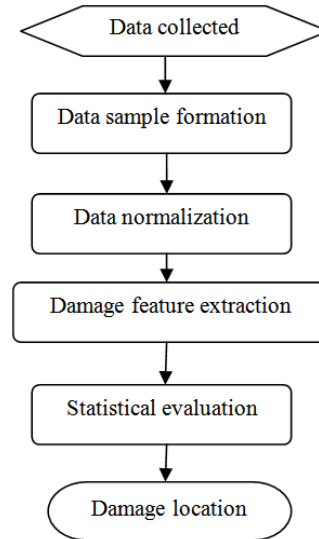 Data collected
Data sample formation
Data normalization
Damage feature extraction
Statistical evaluation
Damage location